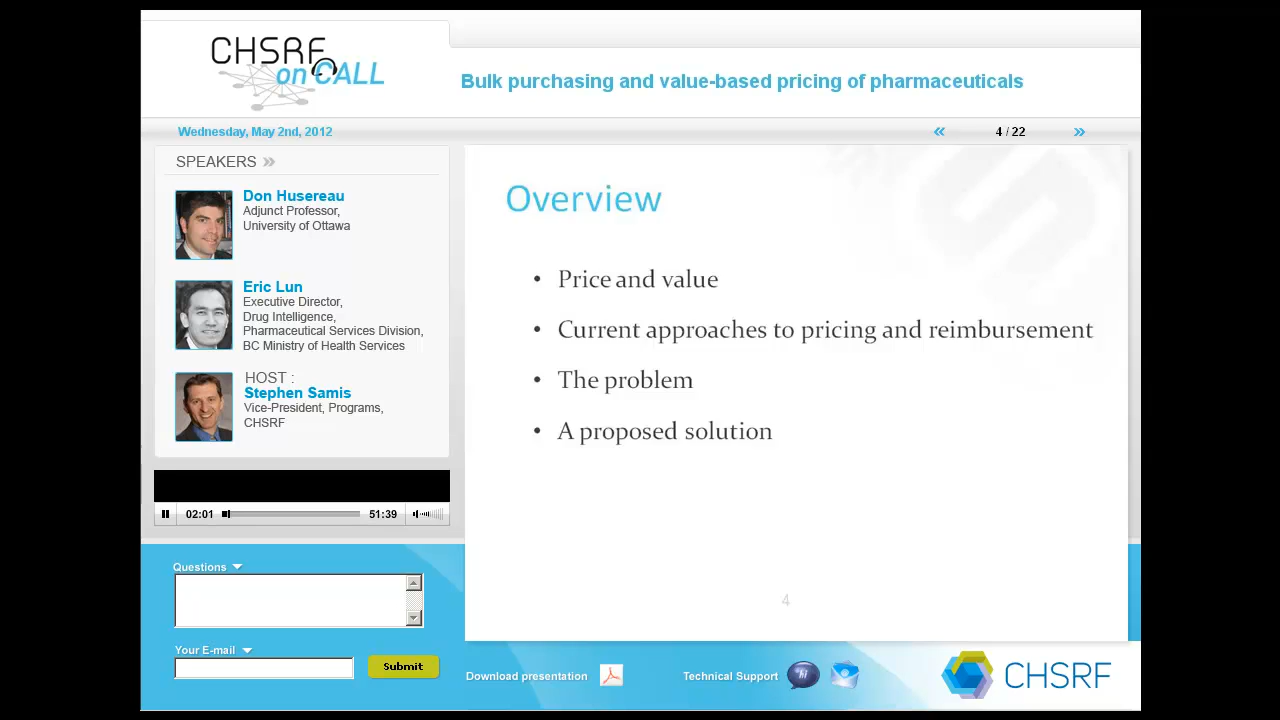 CHSRF
on CALL
Bulk purchasing and value-based pricing of pharmaceuticals
Wednesday, May 2nd, 2012
4 / 22
SPEAKERS
Don Husereau
Adjunct Professor,
University of Ottawa
Eric Lun
Executive Director,
Drug Intelligence,
Pharmaceutical Services Division,
BC Ministry of Health Services
HOST :
Stephen Samis
Vice-President, Programs,
CHSRF
02:01
51:39
Questions
Your E-mail
Submit
Overview
• Price and value
• Current approaches to pricing and reimbursement
• The problem
• A proposed solution
4
Download presentation
Technical Support
hi
CHSRF